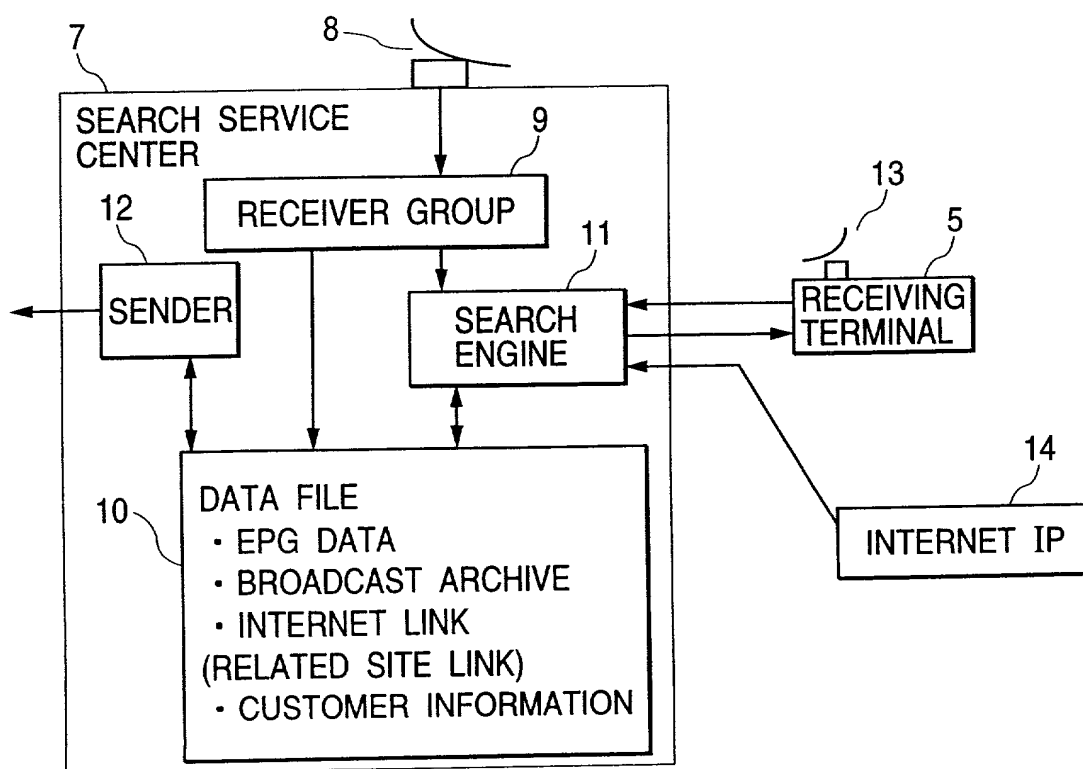 7
8
SEARCH SERVICE
CENTER
9
RECEIVER GROUP
12
SENDER
11
SEARCH
ENGINE
13
5
RECEIVING
TERMINAL
14
INTERNET IP
10
DATA FILE
· EPG DATA
· BROADCAST ARCHIVE
· INTERNET LINK
(RELATED SITE LINK)
· CUSTOMER INFORMATION